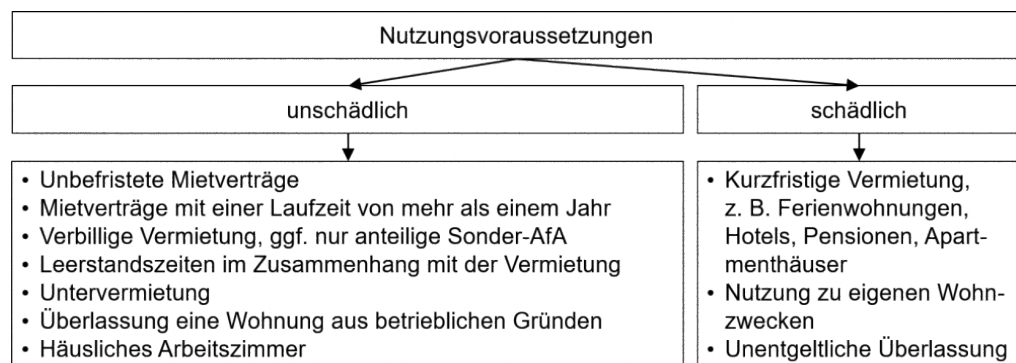 Nutzungsvoraussetzungen
unschädlich
schädlich
• Unbefristete Mietverträge
• Mietverträge mit einer Laufzeit von mehr als einem Jahr
• Verbillige Vermietung, ggf. nur anteilige Sonder-AfA
• Leerstandszeiten im Zusammenhang mit der Vermietung
• Untervermietung
• Überlassung eine Wohnung aus betrieblichen Gründen
• Häusliches Arbeitszimmer
• Kurzfristige Vermietung,
z. B. Ferienwohnungen,
Hotels, Pensionen, Apart-
menthäuser
• Nutzung zu eigenen Wohn-
zwecken
• Unentgeltliche Überlassung